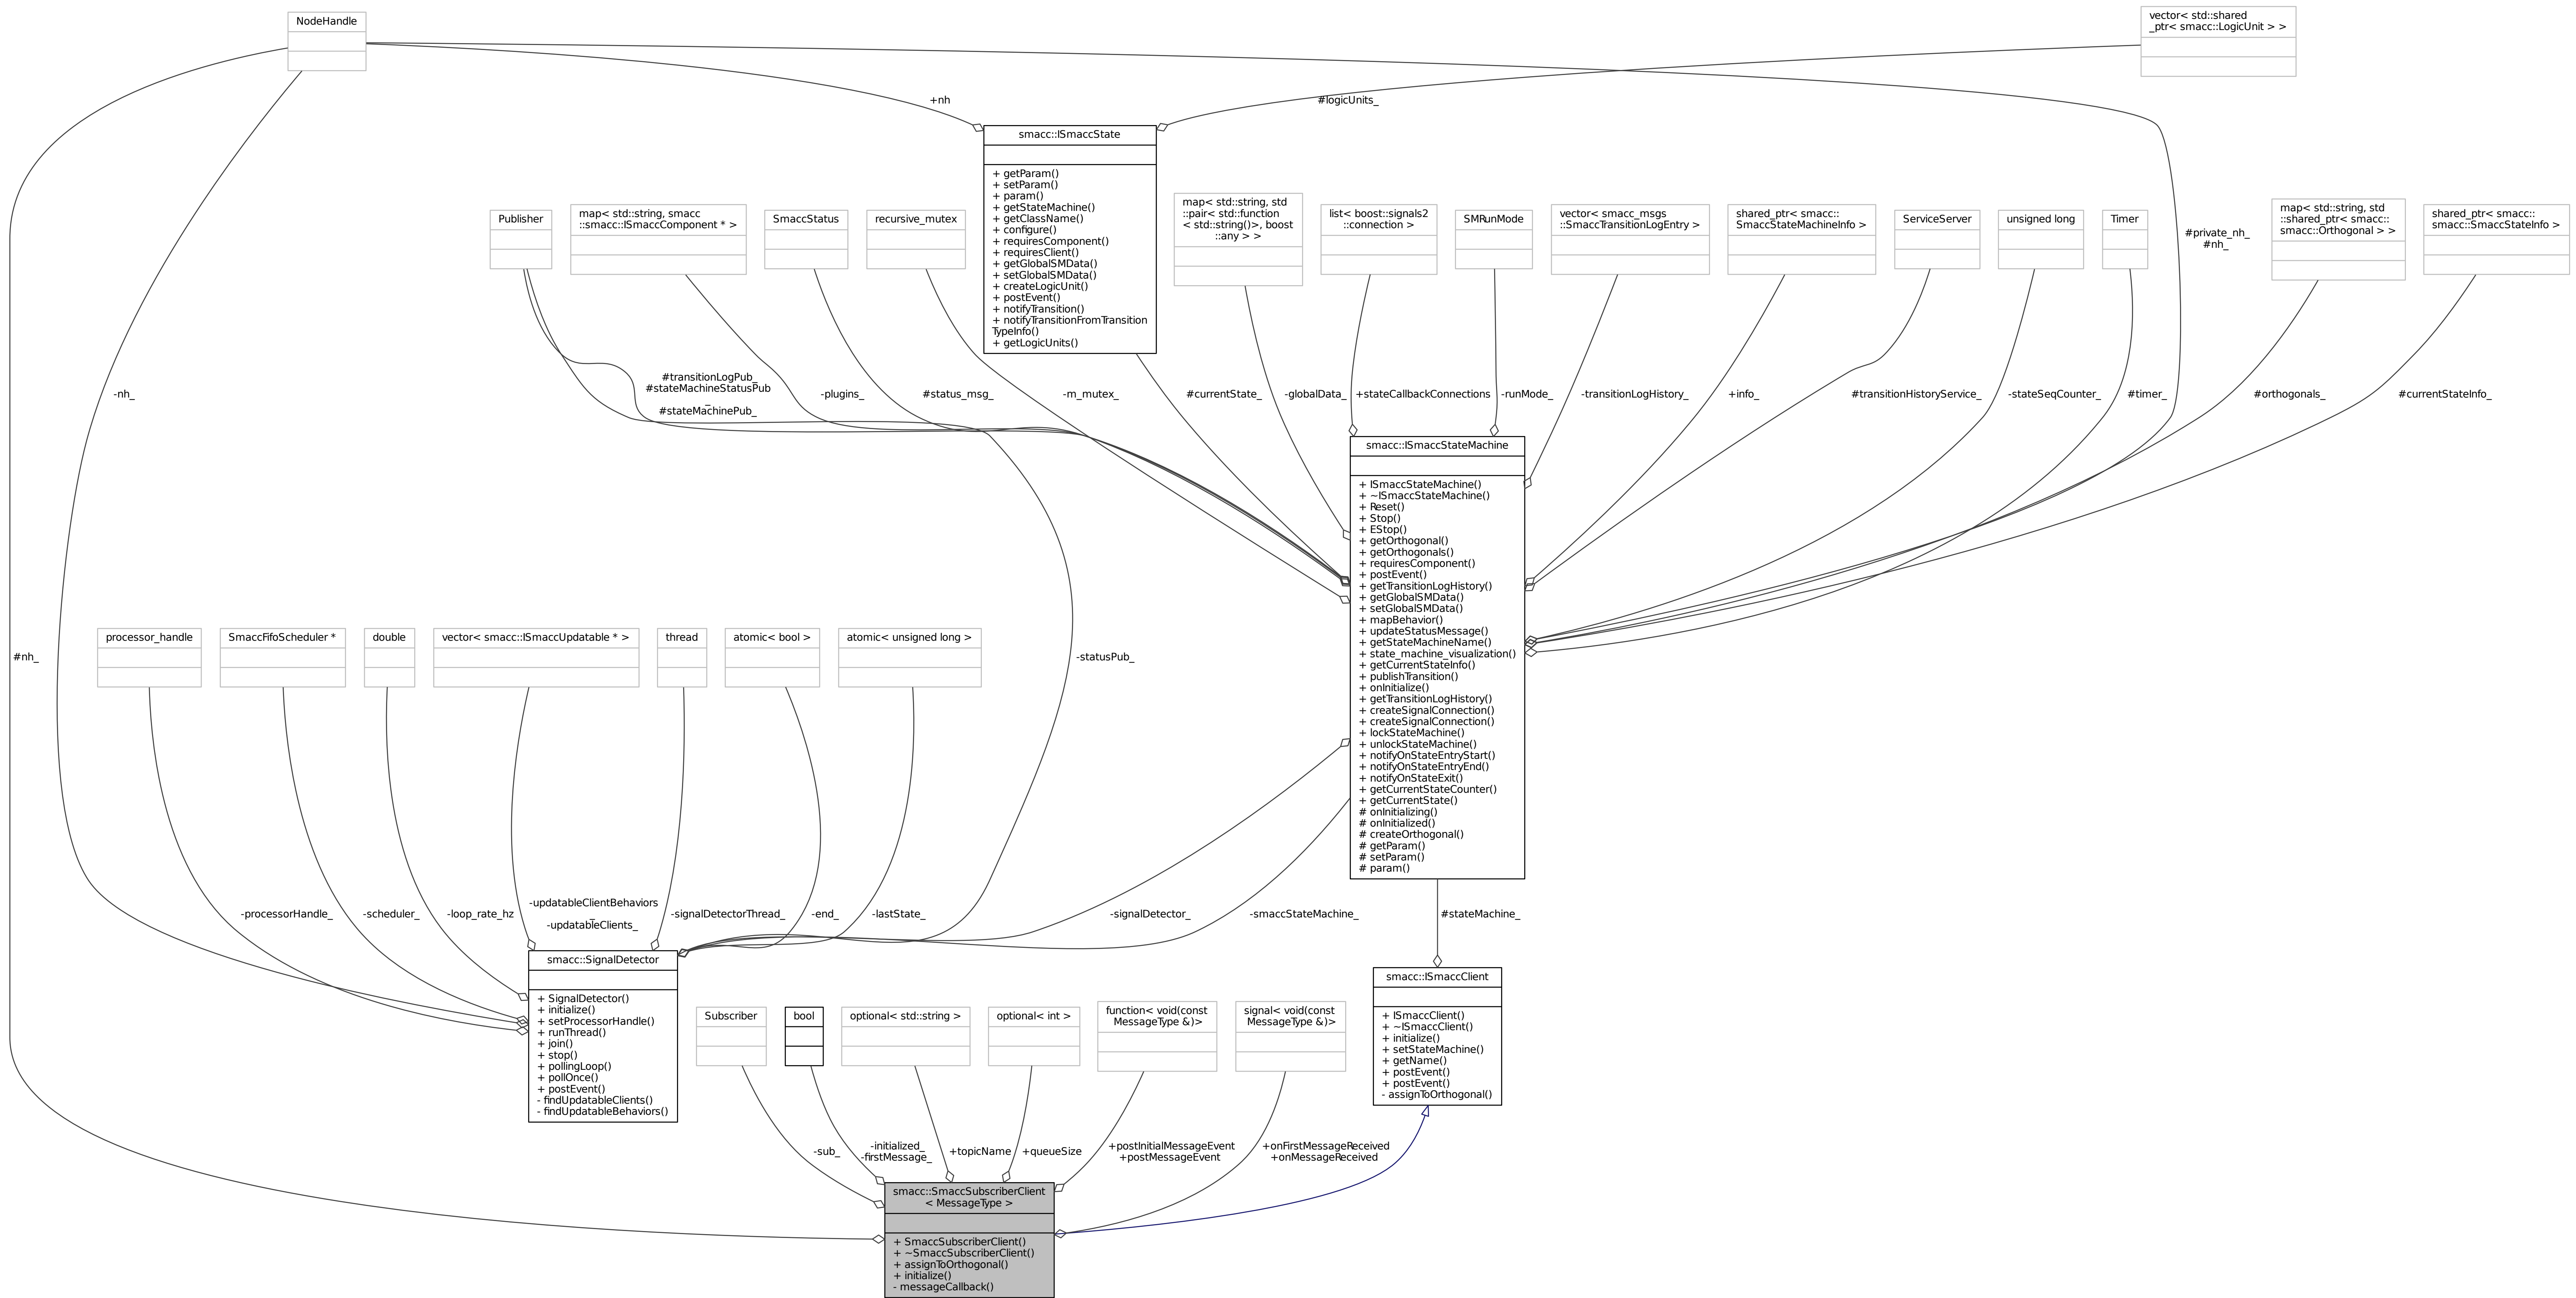 NodeHandle
vector< std::shared
_ptr< smacc::LogicUnit > >
+nh
#logicUnits_
smacc::ISmaccState
+ getParam()
+ setParam()
+ param()
+ getStateMachine()
+ getClassName()
+ configure()
+ requiresComponent()
+ requiresClient()
+ getGlobalSMData()
+ setGlobalSMData()
+ createLogicUnit()
+ postEvent()
+ notifyTransition()
+ notifyTransitionFromTransition
TypeInfo()
+ getLogicUnits()
Publisher
map< std::string, smacc
::smacc::ISmaccComponent * >
SmaccStatus
recursive_mutex
map< std::string, std
::pair< std::function
< std::string()>, boost
::any > >
list< boost::signals2
::connection >
SMRunMode
vector< smacc_msgs
::SmaccTransitionLogEntry >
shared_ptr< smacc::
SmaccStateMachineInfo >
ServiceServer
unsigned long
Timer
#private_nh_
#nh_
map< std::string, std
::shared_ptr< smacc::
smacc::Orthogonal > >
shared_ptr< smacc::
smacc::SmaccStateInfo >
-nh_
#transitionLogPub_
#stateMachineStatusPub
_
#stateMachinePub_
-plugins_
#status_msg_
-m_mutex_
#currentState_
-globalData_
+stateCallbackConnections
-runMode_
-transitionLogHistory_
+info_
#transitionHistoryService_
-stateSeqCounter_
#timer_
#orthogonals_
#currentStateInfo_
smacc::ISmaccStateMachine
+ ISmaccStateMachine()
+ ~ISmaccStateMachine()
+ Reset()
+ Stop()
+ EStop()
+ getOrthogonal()
+ getOrthogonals()
+ requiresComponent()
+ postEvent()
+ getTransitionLogHistory()
+ getGlobalSMData()
+ setGlobalSMData()
+ mapBehavior()
+ updateStatusMessage()
+ getStateMachineName()
+ state_machine_visualization()
+ getCurrentStateInfo()
+ publishTransition()
+ onInitialize()
+ getTransitionLogHistory()
+ createSignalConnection()
+ createSignalConnection()
+ lockStateMachine()
+ unlockStateMachine()
+ notifyOnStateEntryStart()
+ notifyOnStateEntryEnd()
+ notifyOnStateExit()
+ getCurrentStateCounter()
+ getCurrentState()
# onInitializing()
# onInitialized()
# createOrthogonal()
# getParam()
# setParam()
# param()
#nh_
processor_handle
SmaccFifoScheduler *
double
vector< smacc::ISmaccUpdatable * >
thread
atomic< bool >
atomic< unsigned long >
-statusPub_
-processorHandle_
-scheduler_
-loop_rate_hz
-updatableClientBehaviors
_
-updatableClients_
-signalDetectorThread_
-end_
-lastState_
-signalDetector_
-smaccStateMachine_
#stateMachine_
smacc::SignalDetector
+ SignalDetector()
+ initialize()
+ setProcessorHandle()
+ runThread()
+ join()
+ stop()
+ pollingLoop()
+ pollOnce()
+ postEvent()
- findUpdatableClients()
- findUpdatableBehaviors()
Subscriber
bool
optional< std::string >
optional< int >
function< void(const
MessageType &)>
signal< void(const
MessageType &)>
smacc::ISmaccClient
+ ISmaccClient()
+ ~ISmaccClient()
+ initialize()
+ setStateMachine()
+ getName()
+ postEvent()
+ postEvent()
- assignToOrthogonal()
-sub_
-initialized_
-firstMessage_
+topicName
+queueSize
+postInitialMessageEvent
+postMessageEvent
+onFirstMessageReceived
+onMessageReceived
smacc::SmaccSubscriberClient
< MessageType >
+ SmaccSubscriberClient()
+ ~SmaccSubscriberClient()
+ assignToOrthogonal()
+ initialize()
- messageCallback()